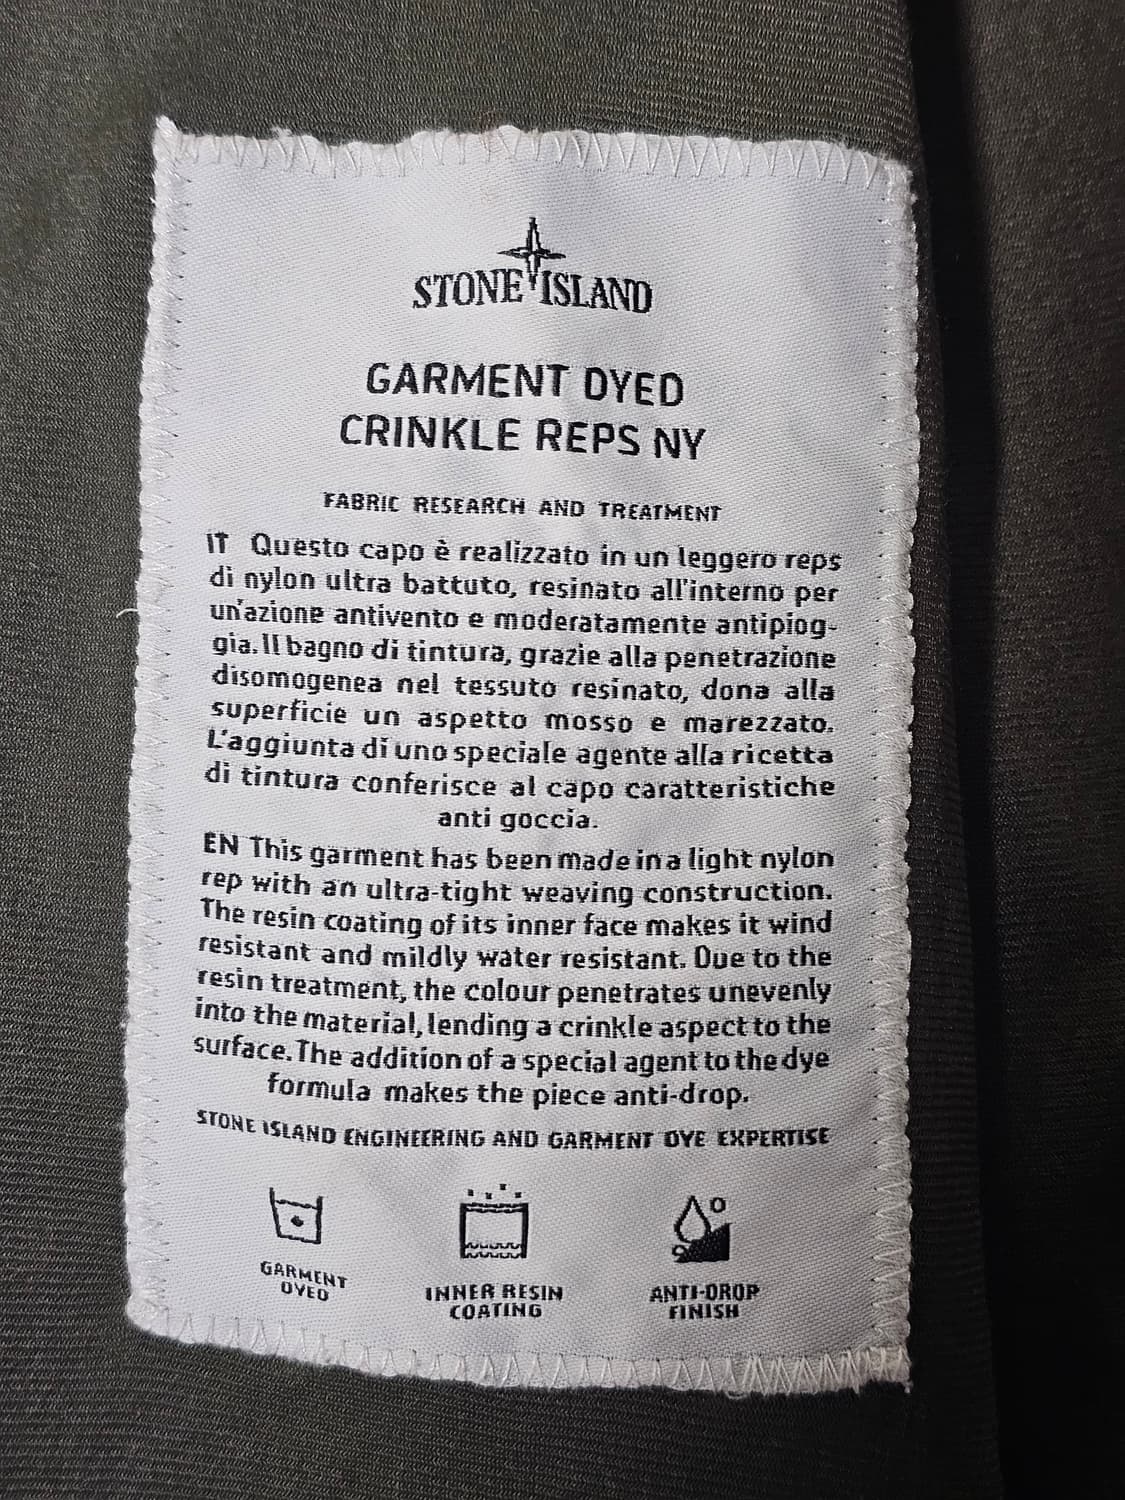 STONE ISLAND
GARMENT DYED
CRINKLE REPS NY
FABRIC RESEARCH AND TREATMENT
IT Questo capo è realizzato in un leggero reps
di nylon ultra battuto, resinato all'interno per
un'azione antivento e moderatamente antipiog-
gia. Il bagno di tintura, grazie alla penetrazione
disomogenea nel tessuto resinato, dona alla
superficie un aspetto mosso e marezzato.
L'aggiunta di uno speciale agente alla ricetta
di tintura conferisce al capo caratteristiche
anti goccia.
EN This garment has been made in a light nylon
rep with an ultra-tight weaving construction.
The resin coating of its inner face makes it wind
resistant and mildly water resistant. Due to the
resin treatment, the colour penetrates unevenly
into the material, lending a crinkle aspect to the
surface. The addition of a special agent to the dye
formula makes the piece anti-drop.
STONE ISLAND ENGINEERING AND GARMENT DYE EXPERTISE
GARMENT
DYED
INNER RESIN
COATING
ANTI-DROP
FINISH